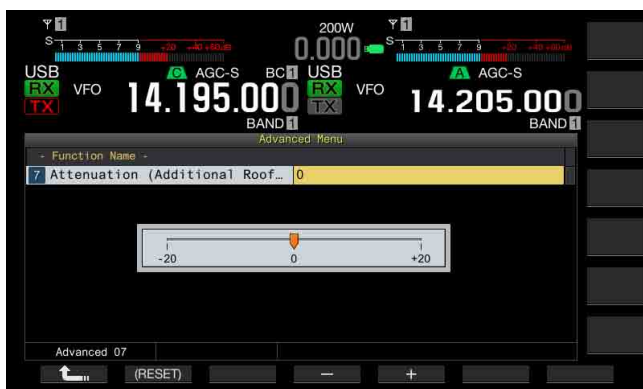 1 200W 1
S 1 3 5 7 9 +20 +40 +60dB 0.000 S 1 3 5 7 9 +20 +40 +60dB
USB C AGC-S BC 1 USB A AGC-S
RX VFO 14.195.000 RX VFO 14.205.000
TX BAND 1 TX BAND 1
Advanced Menu
- Function Name -
7 Attenuation (Additional Roof… 0
-20 0 +20
Advanced 07
(RESET) − +